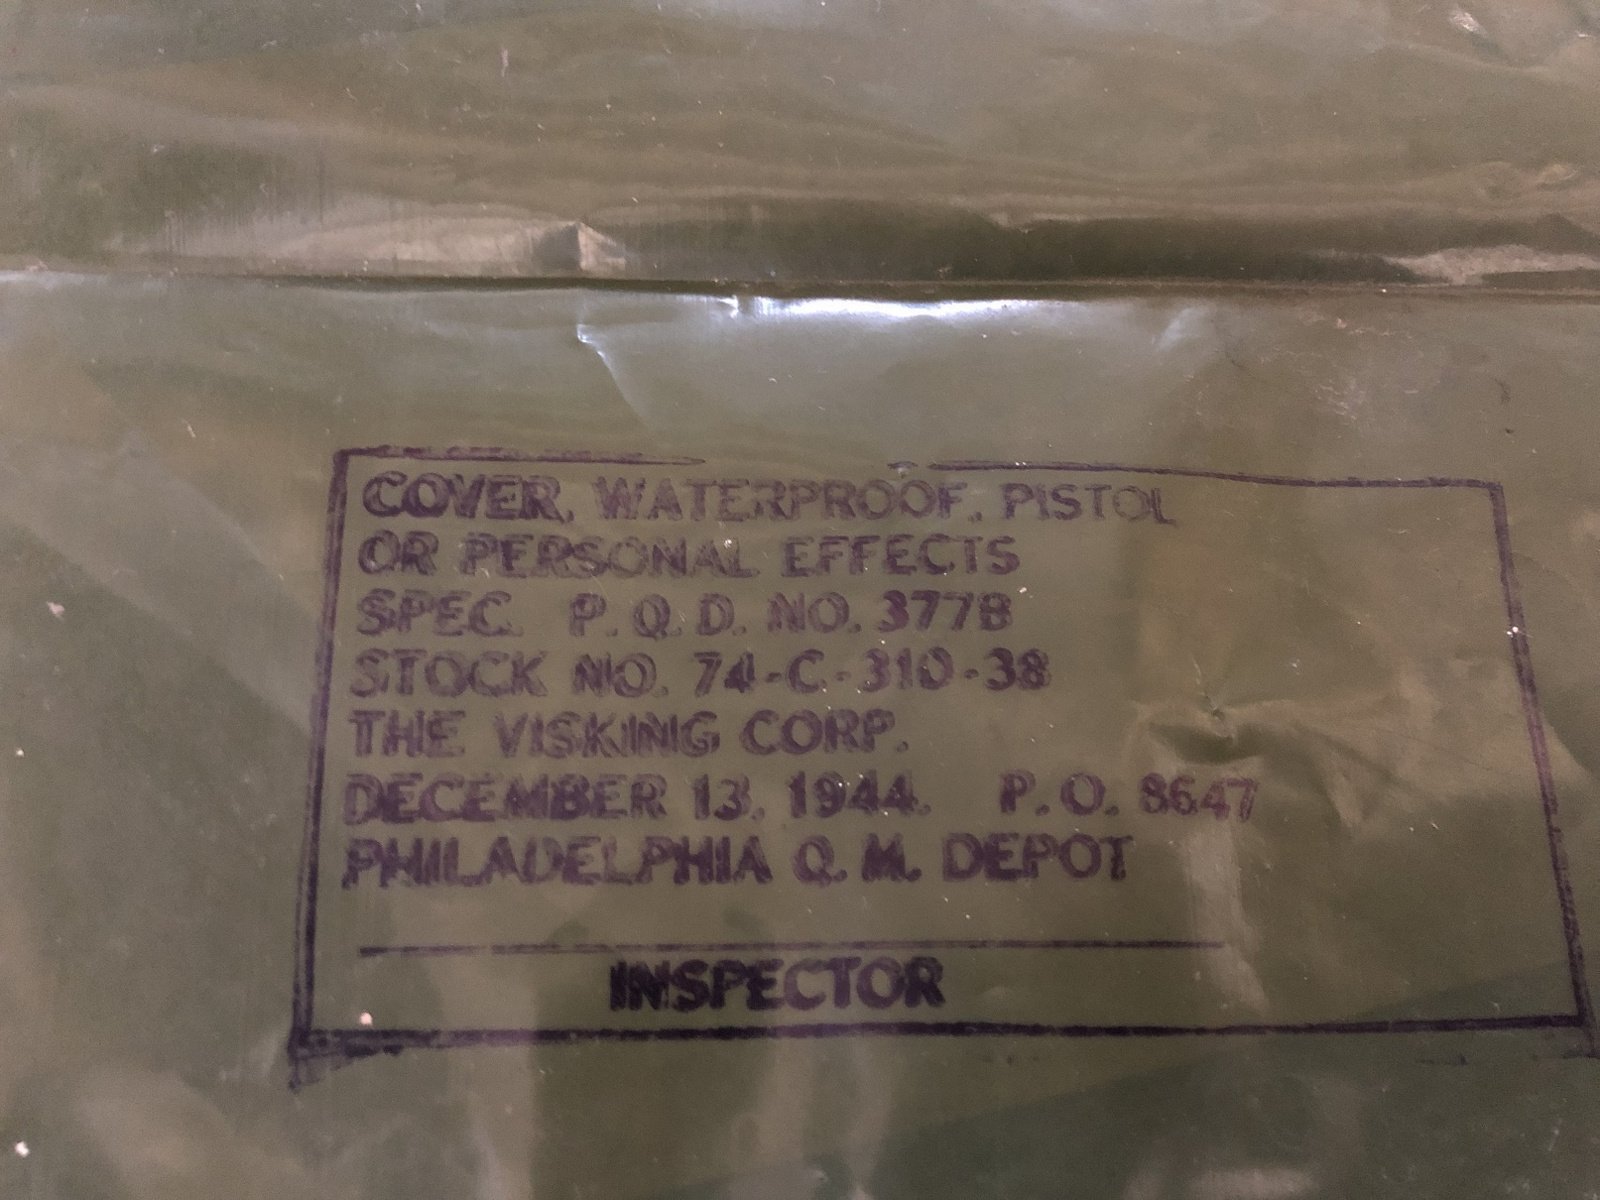 COVER, WATERPROOF, PISTOL
OR PERSONAL EFFECTS
SPEC. P. Q. D. NO. 377B
STOCK NO. 74-C-310-38
THE VISKING CORP.
DECEMBER 13, 1944. P. O. 8647
PHILADELPHIA Q. M. DEPOT
INSPECTOR